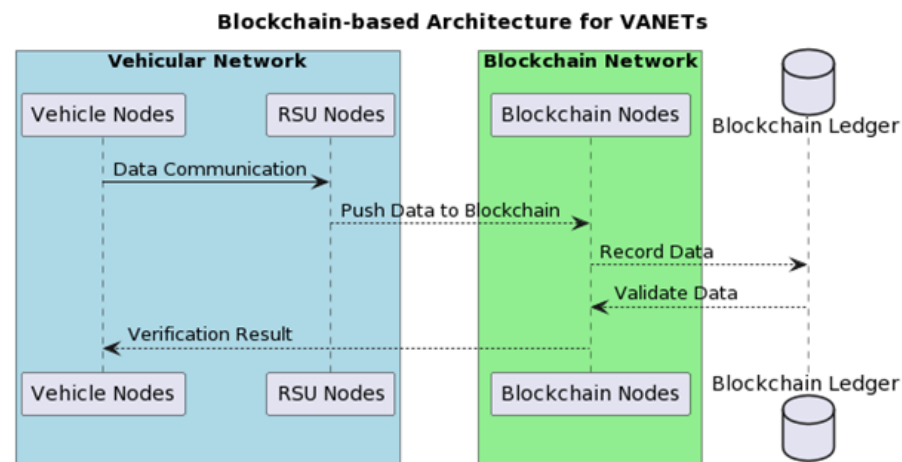 Blockchain-based Architecture for VANETs
Vehicular Network
Blockchain Network
Vehicle Nodes
RSU Nodes
Blockchain Nodes
Blockchain Ledger
Data Communication
Push Data to Blockchain
Record Data
Validate Data
Verification Result
Vehicle Nodes
RSU Nodes
Blockchain Nodes
Blockchain Ledger